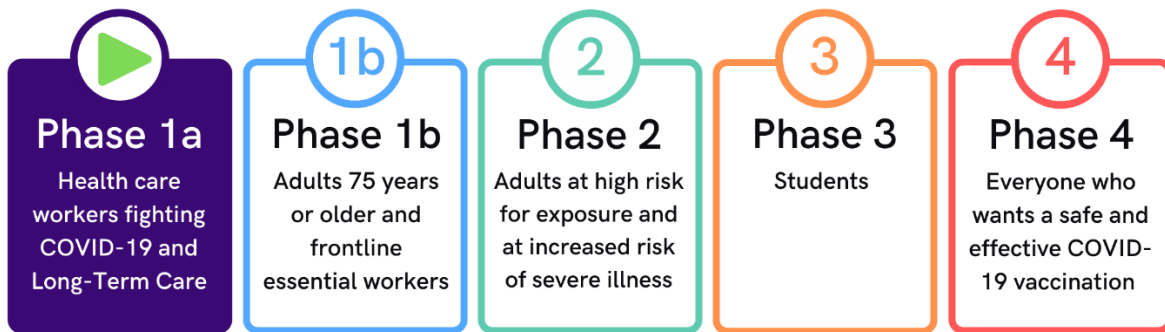 Phase 1a
Health care
workers fighting
COVID-19 and
Long-Term Care
1b
Phase 1b
Adults 75 years
or older and
frontline
essential workers
2
Phase 2
Adults at high risk
for exposure and
at increased risk
of severe illness
3
Phase 3
Students
4
Phase 4
Everyone who
wants a safe and
effective COVID-
19 vaccination